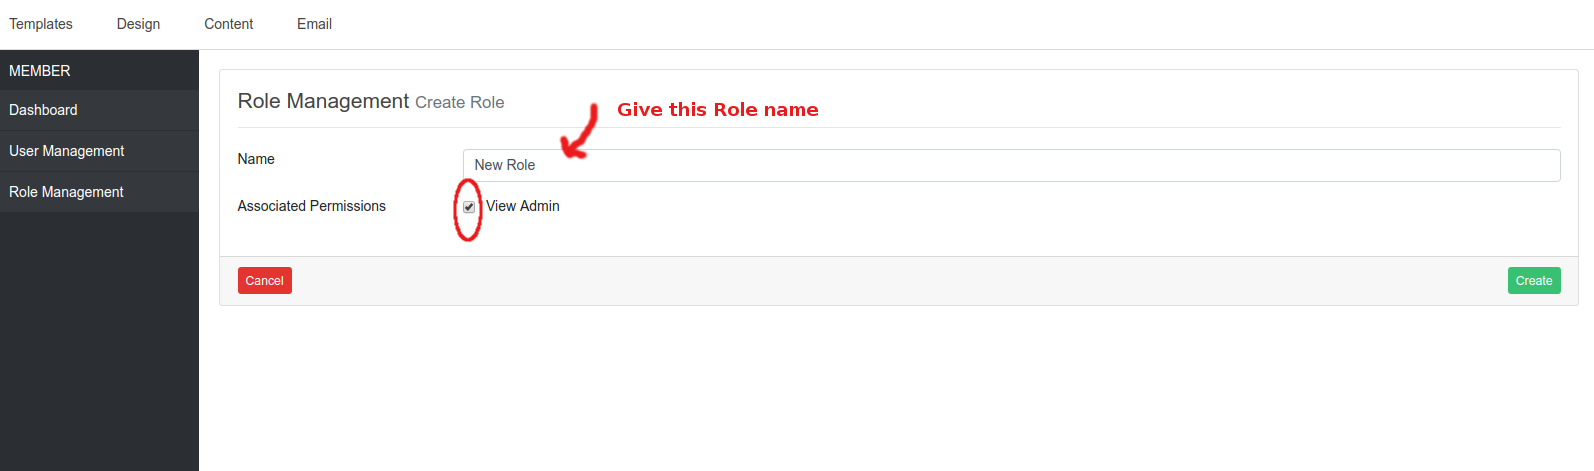 Templates Design Content Email
MEMBER
Dashboard
User Management
Role Management
Role Management Create Role
Give this Role name
Name
New Role
Associated Permissions
View Admin
Cancel
Create